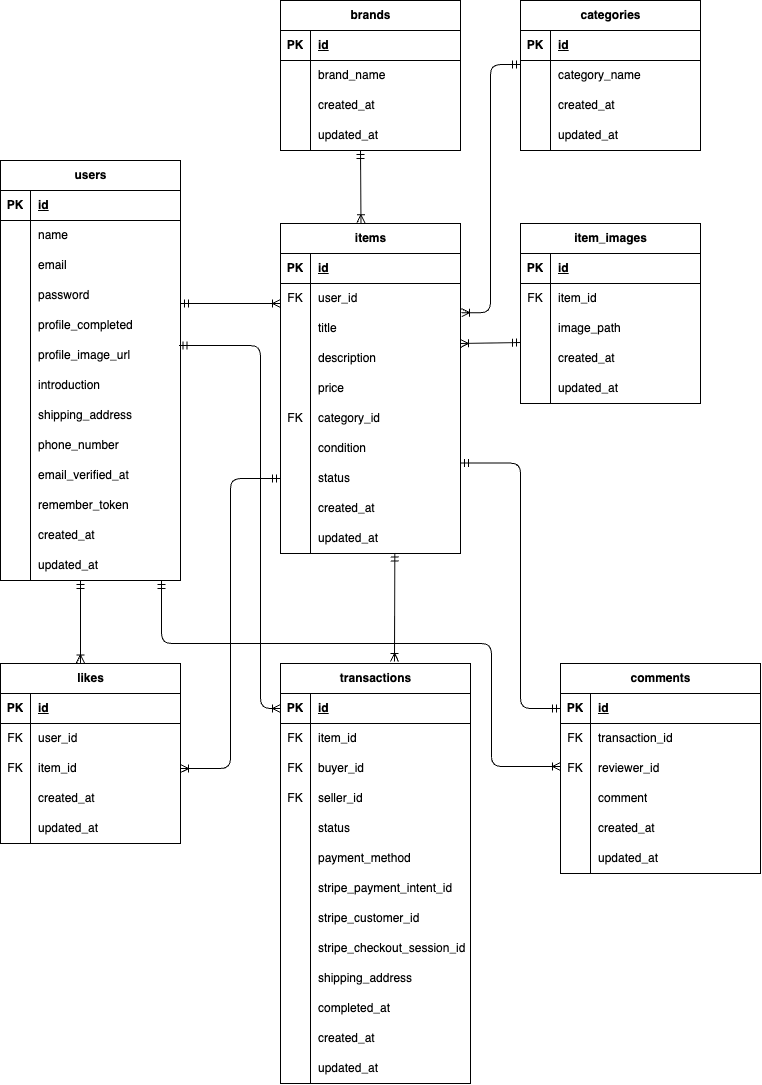 brands
PK id
brand_name
created_at
updated_at
categories
PK id
category_name
created_at
updated_at
users
PK id
name
email
password
profile_completed
profile_image_url
introduction
shipping_address
phone_number
email_verified_at
remember_token
created_at
updated_at
items
PK id
FK user_id
title
description
price
FK category_id
condition
status
created_at
updated_at
item_images
PK id
FK item_id
image_path
created_at
updated_at
likes
PK id
FK user_id
FK item_id
created_at
updated_at
transactions
PK id
FK item_id
FK buyer_id
FK seller_id
status
payment_method
stripe_payment_intent_id
stripe_customer_id
stripe_checkout_session_id
shipping_address
completed_at
created_at
updated_at
comments
PK id
FK transaction_id
FK reviewer_id
comment
created_at
updated_at